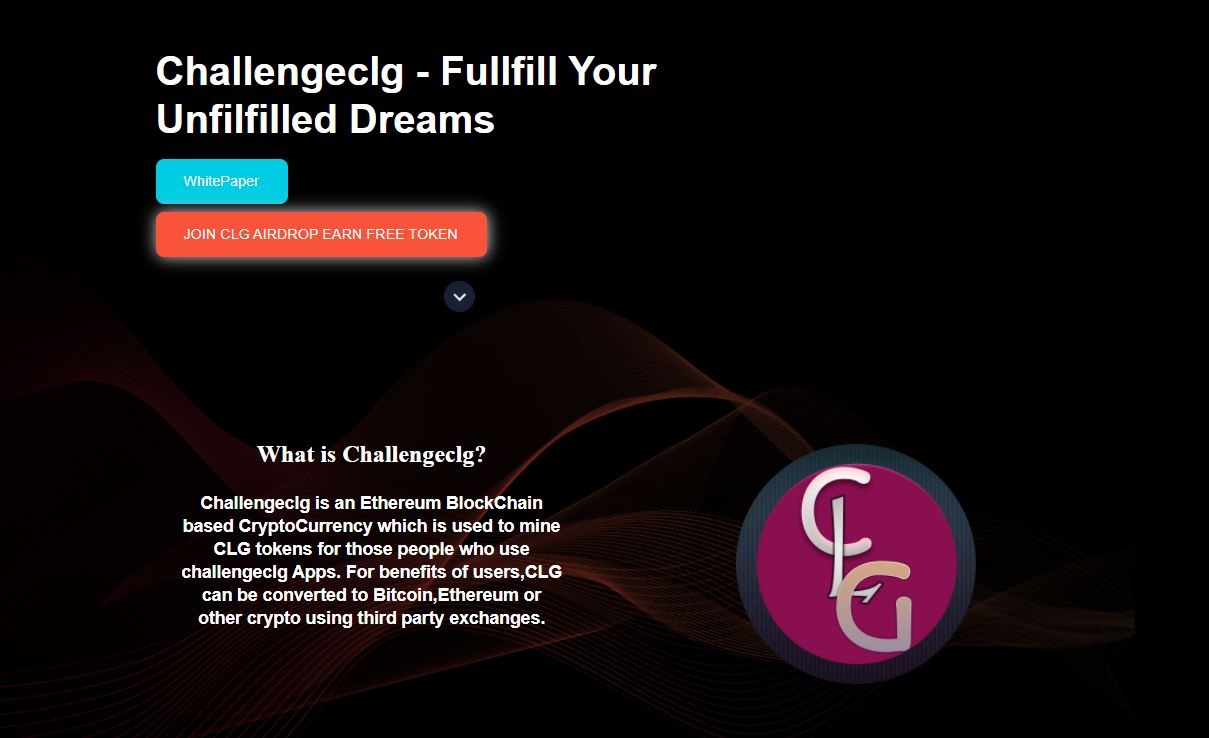 Challengeclg - Fullfill Your
Unfilfilled Dreams
WhitePaper
JOIN CLG AIRDROP EARN FREE TOKEN
What is Challengeclg?
Challengeclg is an Ethereum BlockChain
based CryptoCurrency which is used to mine
CLG tokens for those people who use
challengeclg Apps. For benefits of users,CLG
can be converted to Bitcoin,Ethereum or
other crypto using third party exchanges.
CLG